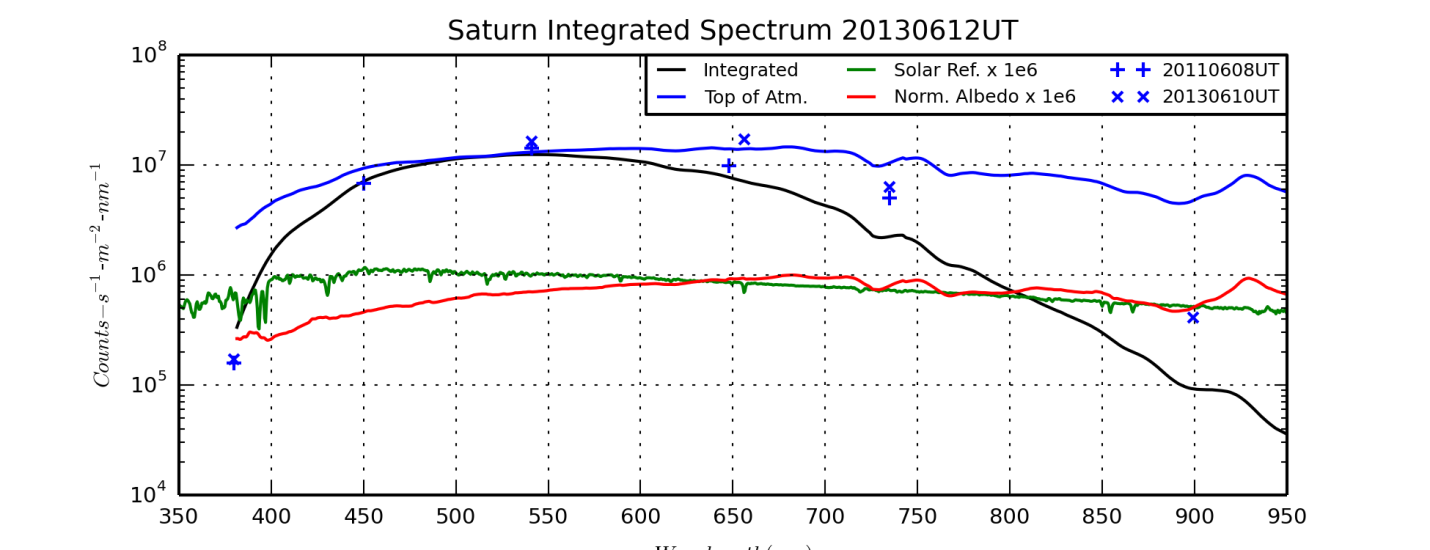 Saturn Integrated Spectrum 20130612UT
Integrated
Solar Ref. x 1e6
20110608UT
Top of Atm.
Norm. Albedo x 1e6
20130610UT
10^8
10^7
10^6
10^5
10^4
Counts−s^{−1}-m^{−2}-nm^{−1}
350 400 450 500 550 600 650 700 750 800 850 900 950